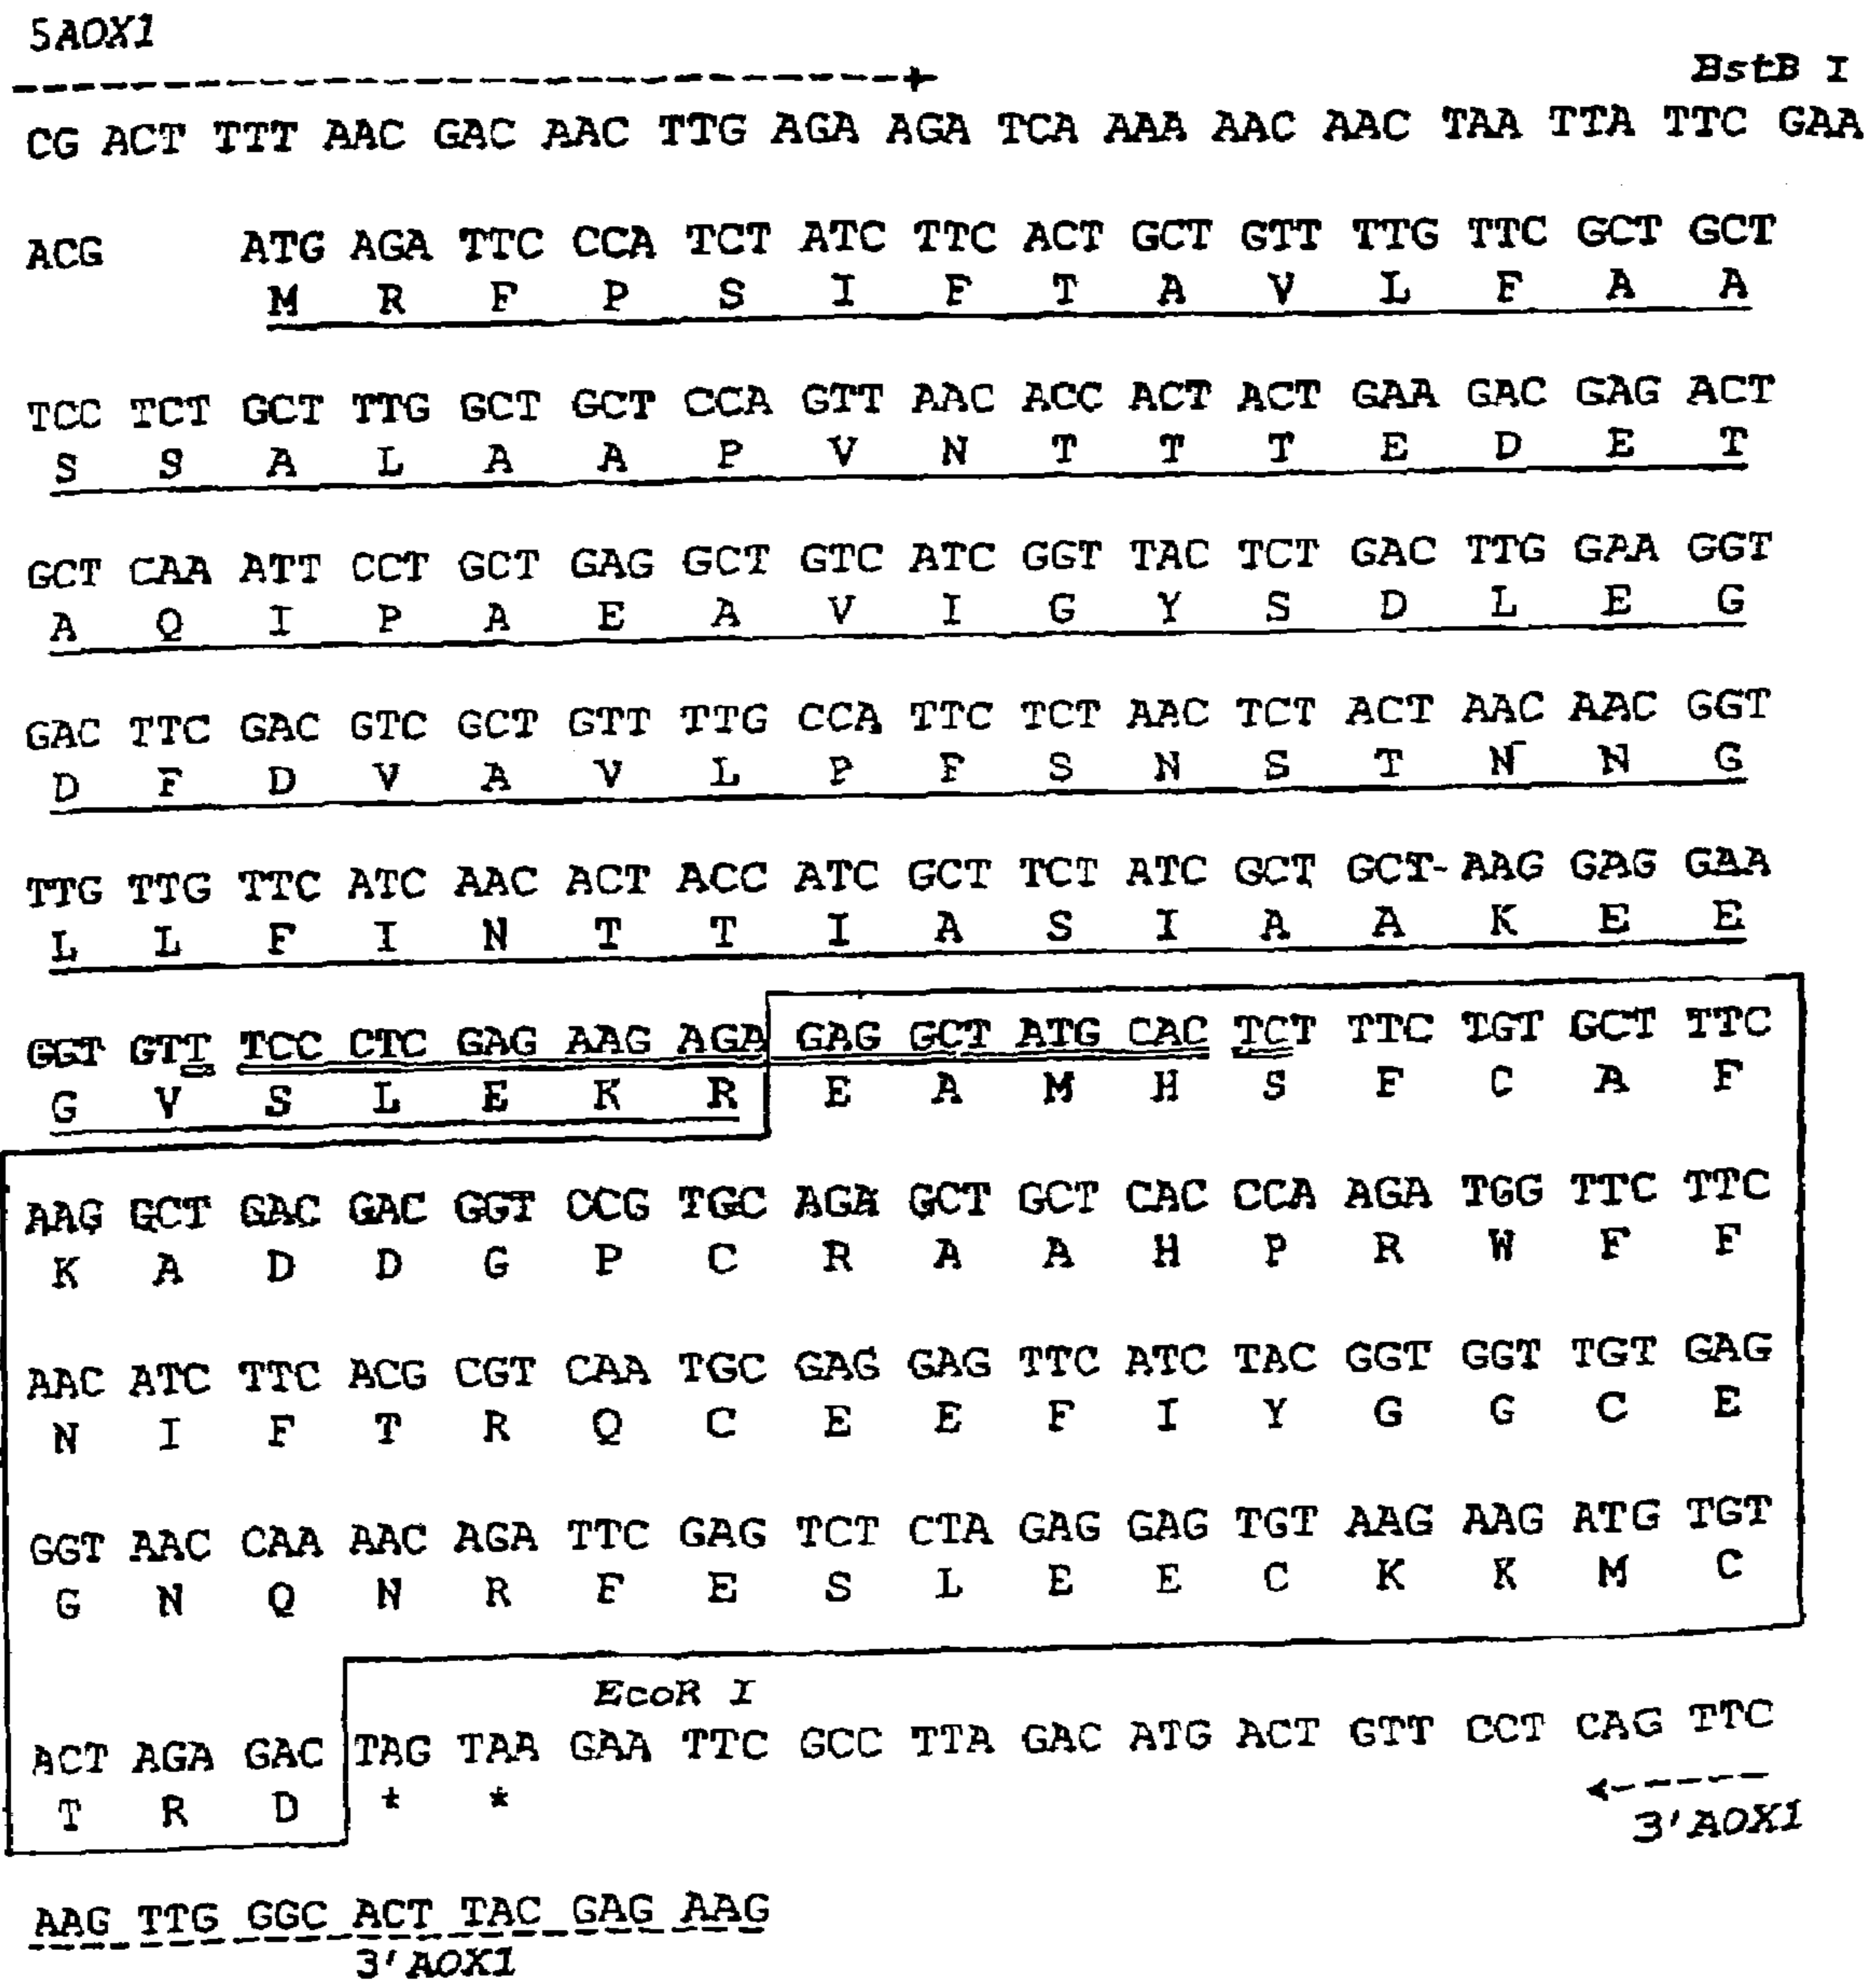 5AOX1
BstB I
CG ACT TTT AAC GAC AAC TTG AGA AGA TCA AAA AAC AAC TAA TTA TTC GAA
ACG ATG AGA TTC CCA TCT ATC TTC ACT GCT GTT TTG TTC GCT GCT
M R F P S I F T A V L F A A
TCC TCT GCT TTG GCT GCT CCA GTT AAC ACC ACT ACT GAA GAC GAG ACT
S S A L A A P V N T T T E D E T
GCT CAA ATT CCT GCT GAG GCT GTC ATC GGT TAC TCT GAC TTG GAA GGT
A Q I P A E A V I G Y S D L E G
GAC TTC GAC GTC GCT GTT TTG CCA TTC TCT AAC TCT ACT AAC AAC GGT
D F D V A V L P F S N S T N N G
TTG TTG TTC ATC AAC ACT ACC ATC GCT TCT ATC GCT GCT AAG GAG GAA
L L F I N T T I A S I A A K E E
GGT GTT TCC CTC GAG AAG AGA GAG GCT ATG CAC TCT TTC TGT GCT TTC
G V S L E K R E A M H S F C A F
AAG GCT GAC GAC GGT CCG TGC AGA GCT GCT CAC CCA AGA TGG TTC TTC
K A D D G P C R A A H P R W F F
AAC ATC TTC ACG CGT CAA TGC GAG GAG TTC ATC TAC GGT GGT TGT GAG
N I F T R Q C E E F I Y G G C E
GGT AAC CAA AAC AGA TTC GAG TCT CTA GAG GAG TGT AAG AAG ATG TGT
G N Q N R F E S L E E C K K M C
EcoR I
ACT AGA GAC TAG TAA GAA TTC GCC TTA GAC ATG ACT GTT CCT CAG TTC
T R D * *
3'AOX1
AAG TTG GGC ACT TAC GAG AAG
3'AOX1